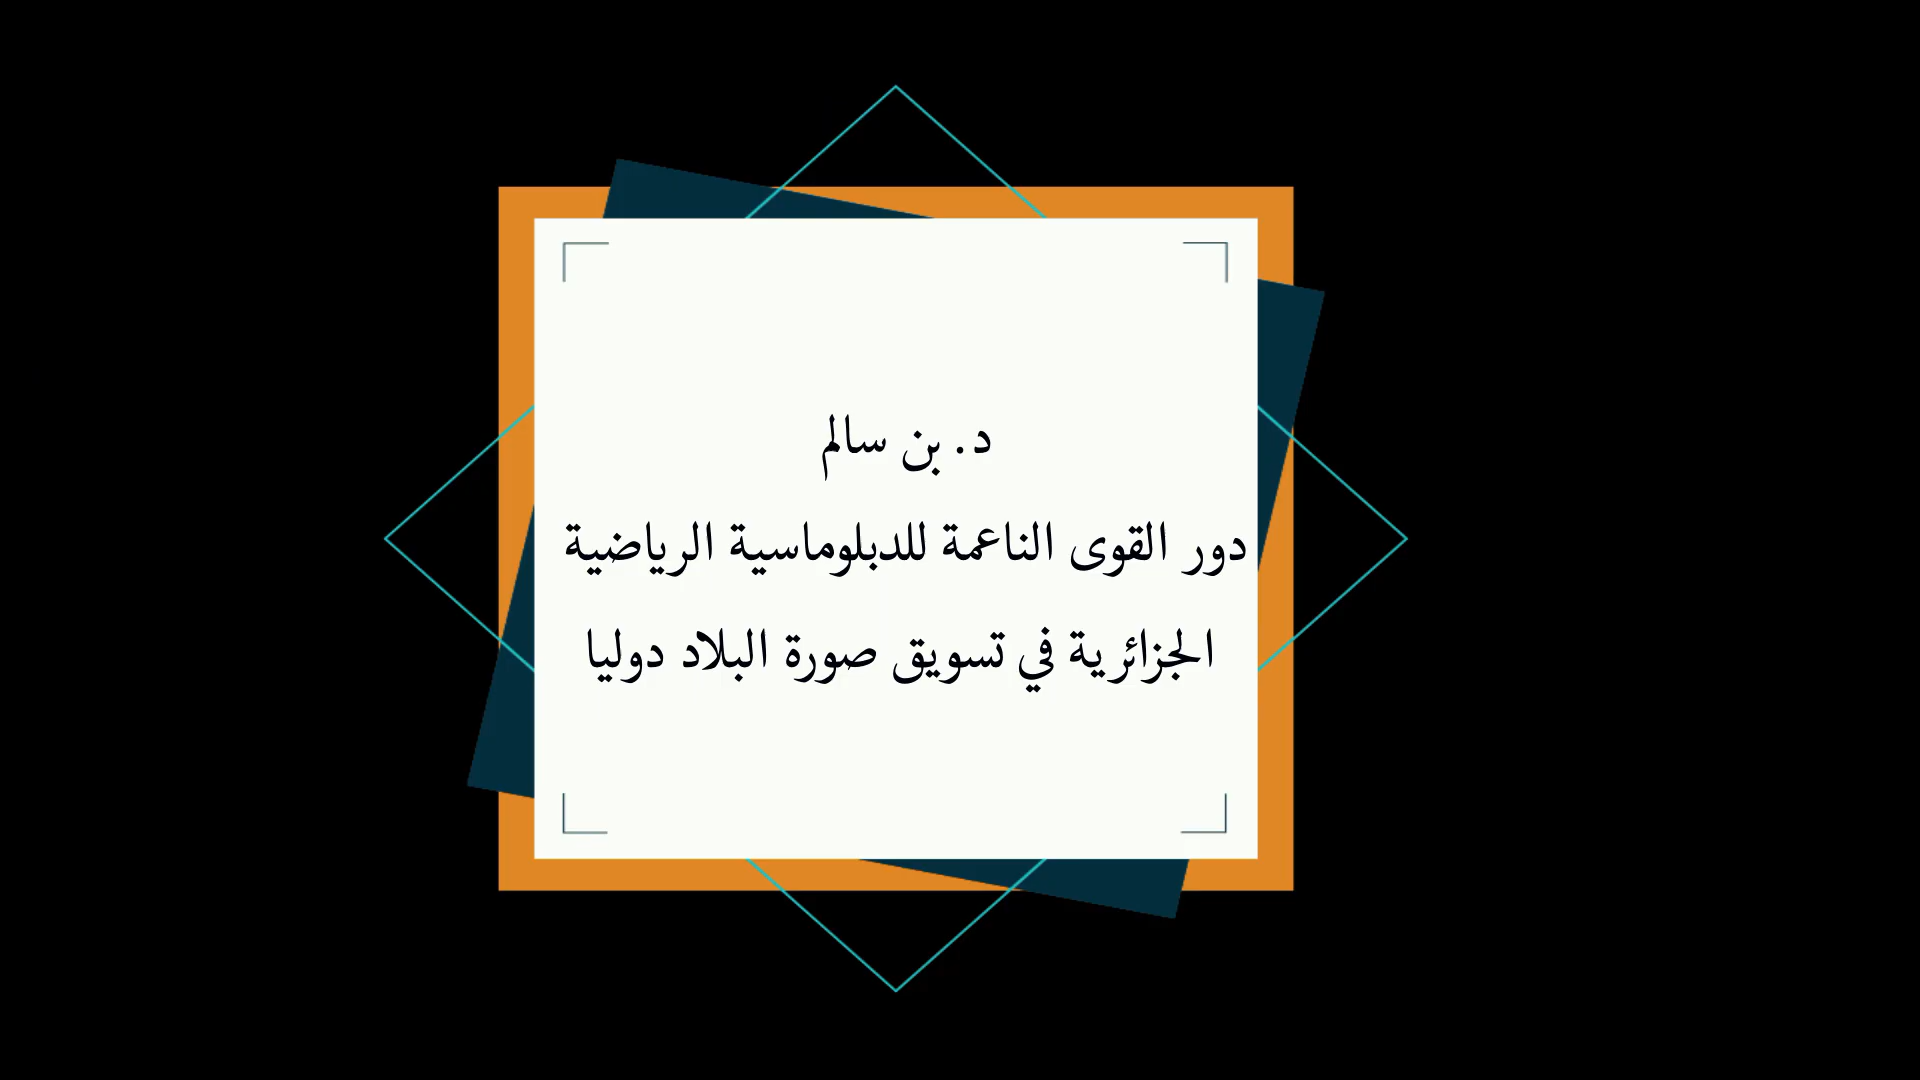 د. بن سالم
دور القوى الناعمة للدبلوماسية الرياضية
الجزائرية في تسويق صورة البلاد دوليا